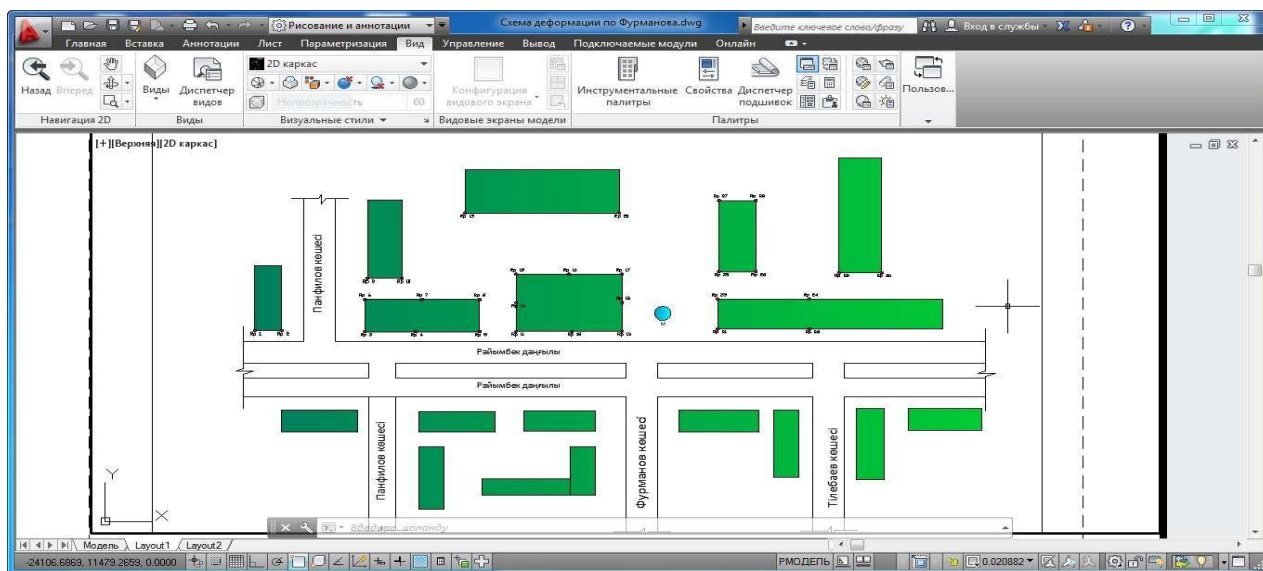 Рисование и аннотации
Схема деформации по Фурманова.dwg
Введите ключевое слово/фразу
Вход в службы
Главная Вставка Аннотации Лист Параметризация Вид Управление Вывод Подключаемые модули Онлайн
2D каркас
Назад Вперед
Виды Диспетчер видов
Непрозрачность 60
Конфигурация видового экрана
Инструментальные палитры
Свойства
Диспетчер подшивок
Пользов...
Навигация 2D
Виды
Визуальные стили
Видовые экраны модели
Палитры
[+][Верхняя][2D каркас]
Панфилов көшесі
Райымбек даңғылы
Райымбек даңғылы
Панфилов көшесі
Фурманов көшесі
Тілебаев көшесі
Y
X
Введите команду
Модель Layout1 Layout2
-24106.6869, 11479.2659, 0.0000
РМОДЕЛЬ
0.020882